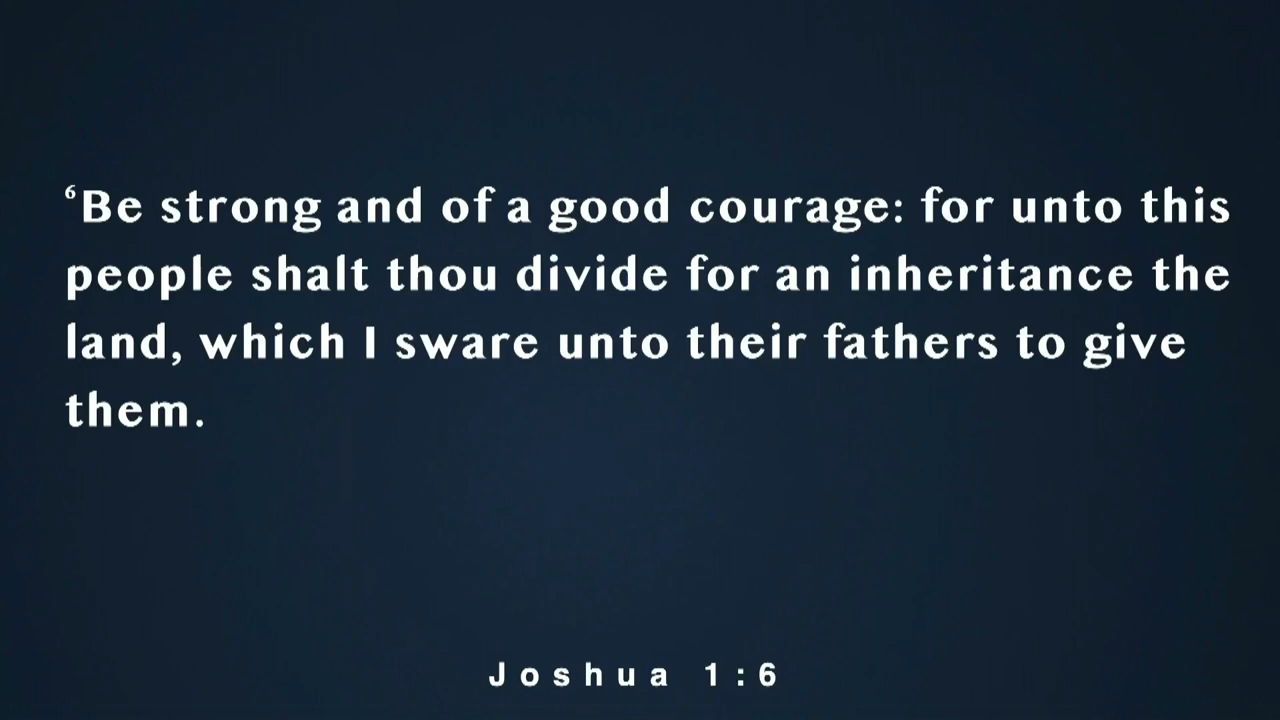 ⁶Be strong and of a good courage: for unto this
people shalt thou divide for an inheritance the
land, which I sware unto their fathers to give
them.
Joshua 1:6